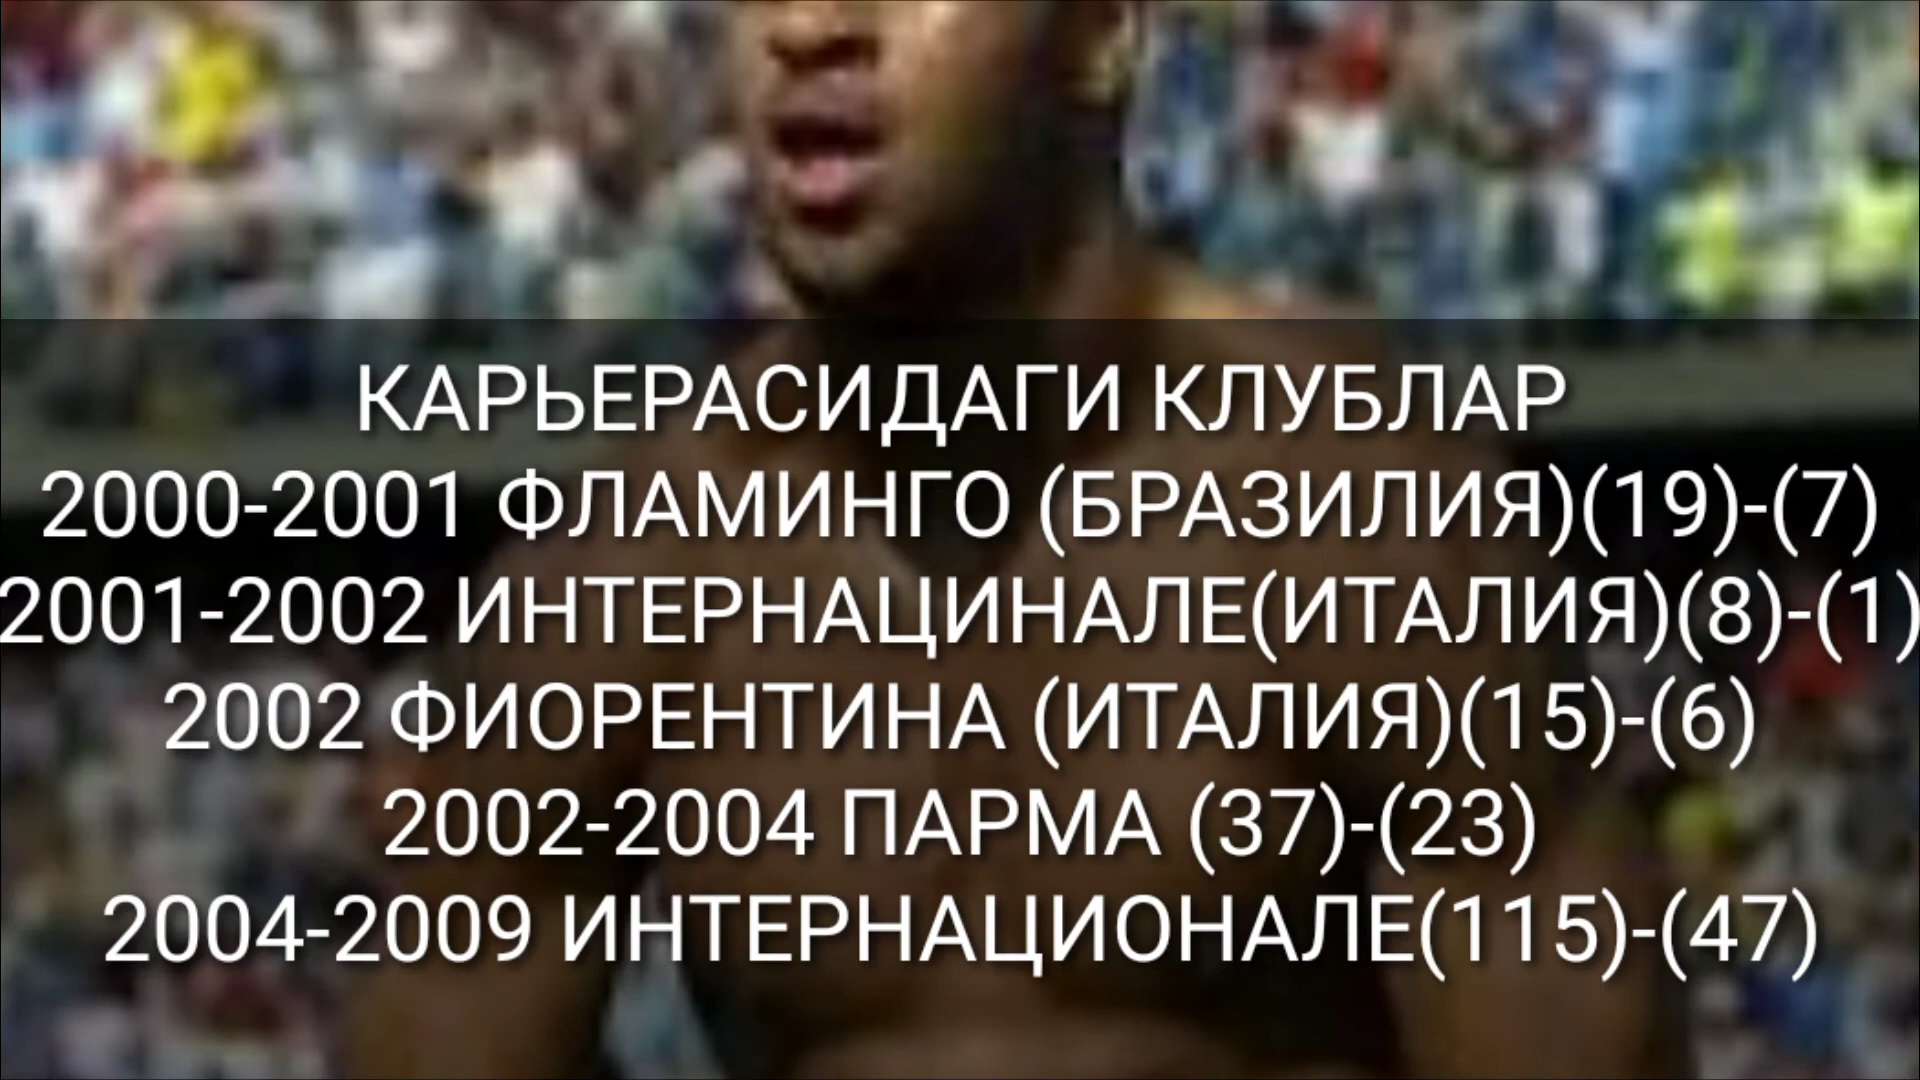 КАРЬЕРАСИДАГИ КЛУБЛАР
2000-2001 ФЛАМИНГО (БРАЗИЛИЯ)(19)-(7)
2001-2002 ИНТЕРНАЦИНАЛЕ(ИТАЛИЯ)(8)-(1)
2002 ФИОРЕНТИНА (ИТАЛИЯ)(15)-(6)
2002-2004 ПАРМА (37)-(23)
2004-2009 ИНТЕРНАЦИОНАЛЕ(115)-(47)